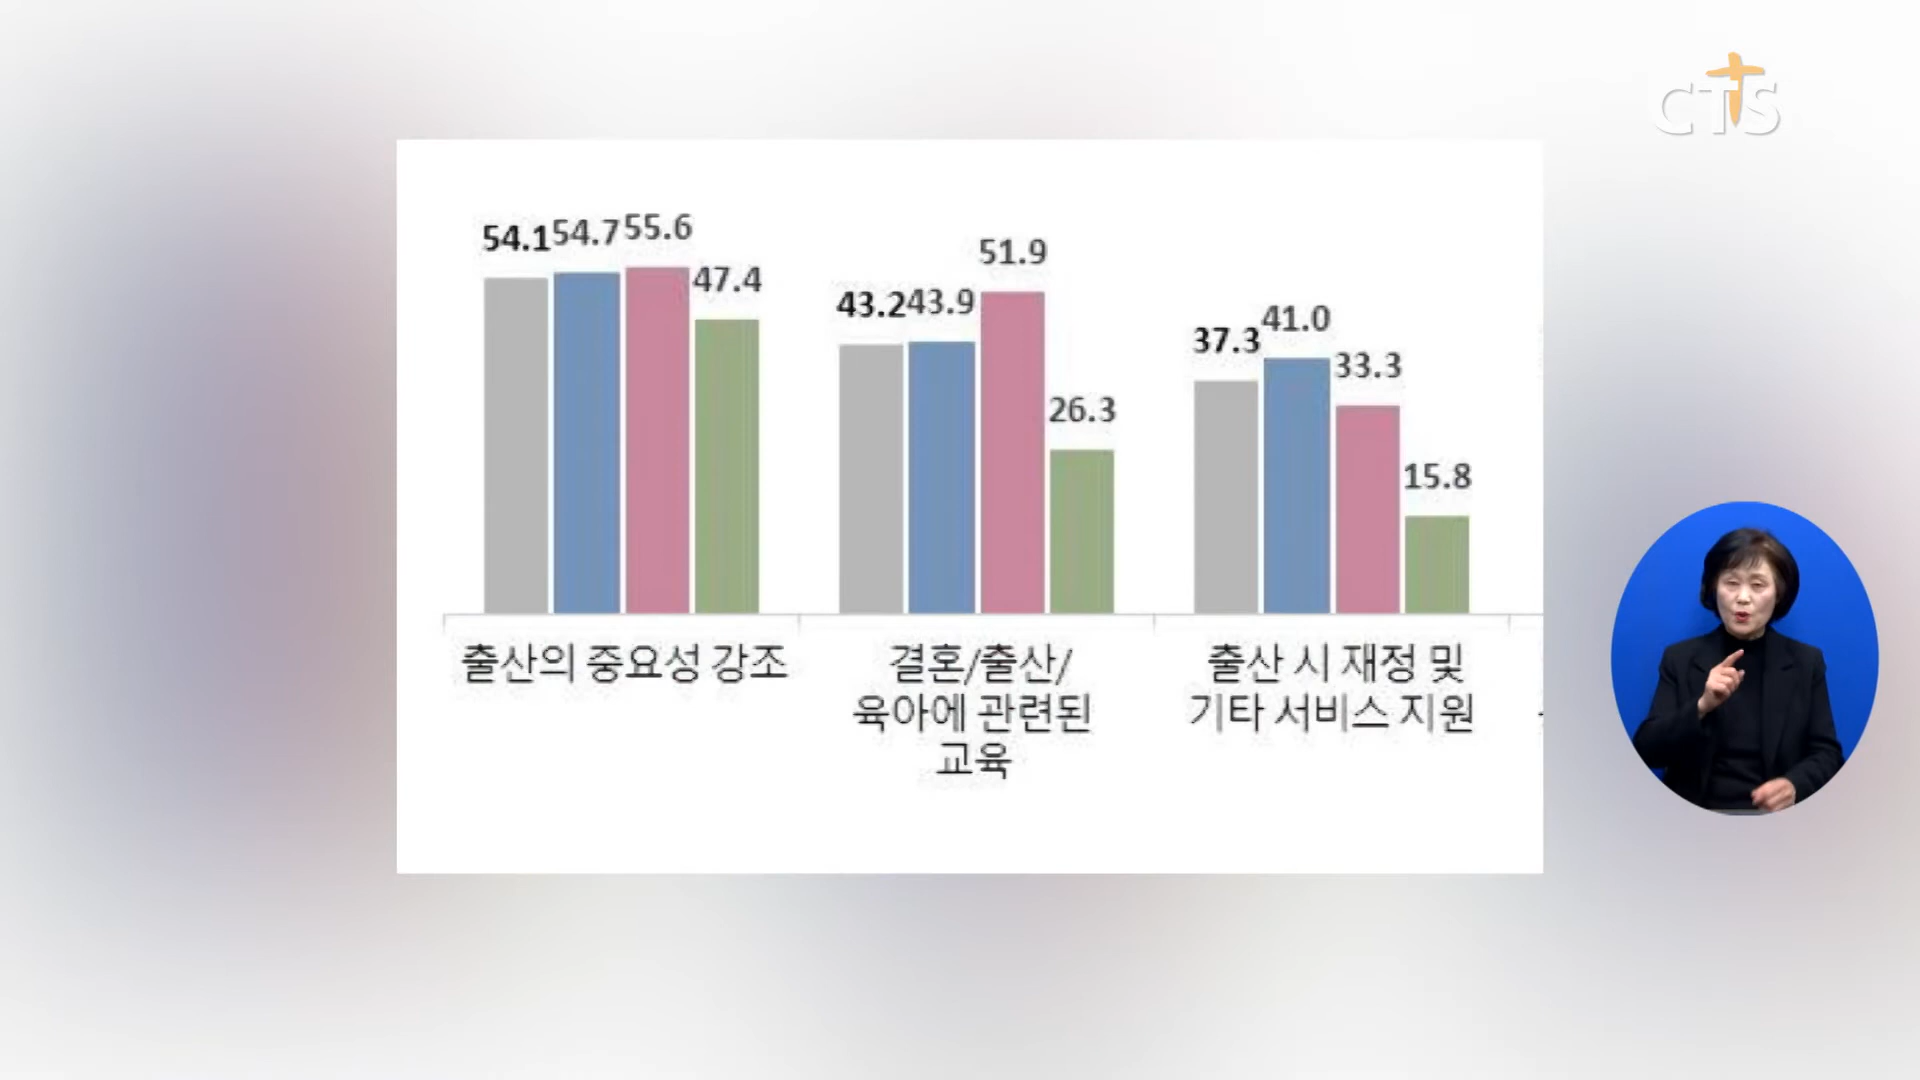 CTS
54.1 54.7 55.6 47.4
43.2 43.9 51.9 26.3
37.3 41.0 33.3 15.8
출산의 중요성 강조
결혼/출산/
육아에 관련된
교육
출산 시 재정 및
기타 서비스 지원